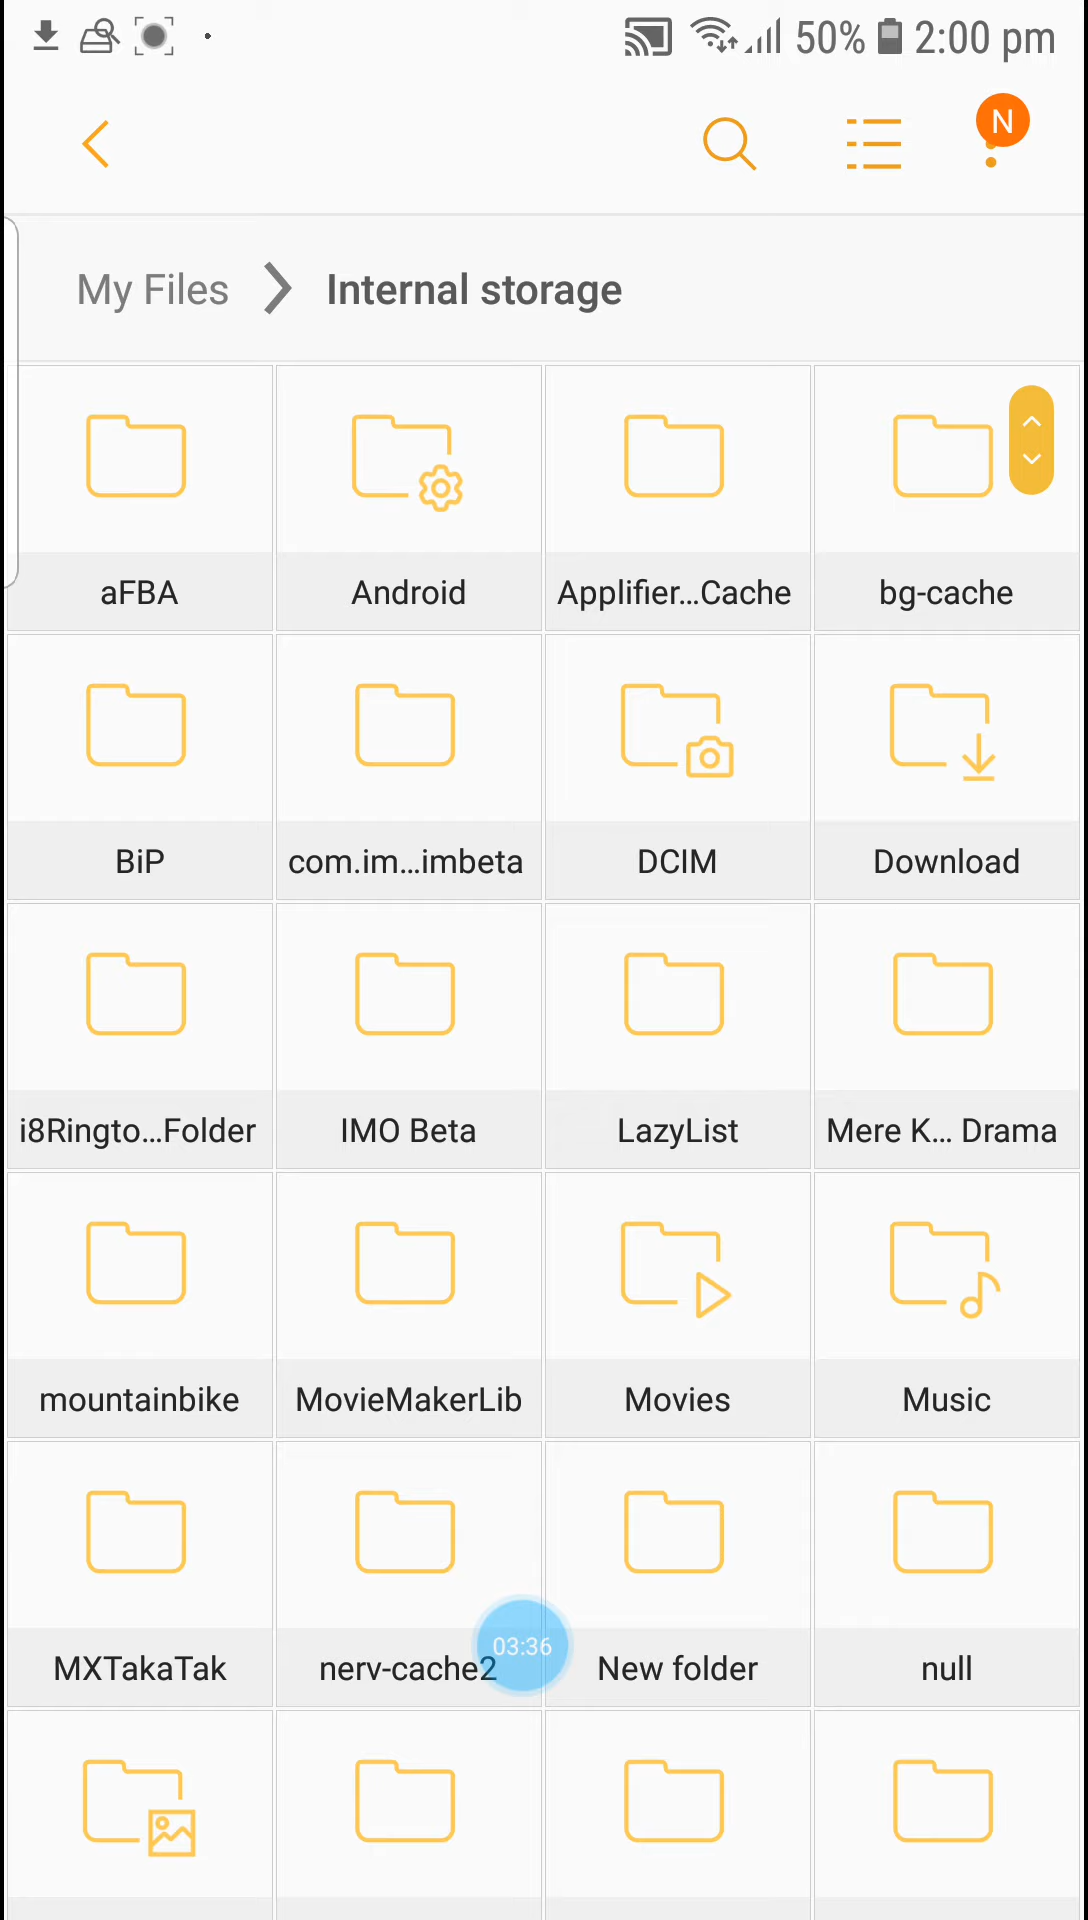 50% 2:00 pm
N
My Files Internal storage
aFBA Android Applifier...Cache bg-cache
BiP com.im...imbeta DCIM Download
i8Ringto...Folder IMO Beta LazyList Mere K... Drama
mountainbike MovieMakerLib Movies Music
MXTakaTak nerv-cache2 New folder null
03:36